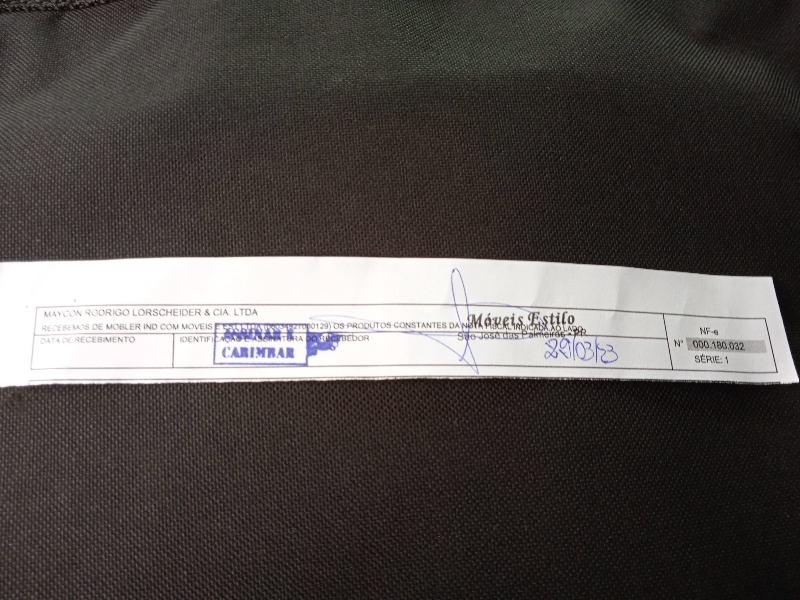 MAYCON RODRIGO LORSCHEIDER & CIA. LTDA
RECEBEMOS DE MOBLER IND COM MOVEIS E OS PRODUTOS CONSTANTES DA NOTA FISCAL INDICADA AO LADO
DATA DE RECEBIMENTO
IDENTIFICAÇÃO E ASSINATURA DO RECEBEDOR
ASSINAR E
CARIMBAR
Móveis Estilo
São José das Palmeiras - PR
29/03/23
NF-e
N° 000.180.032
SÉRIE: 1